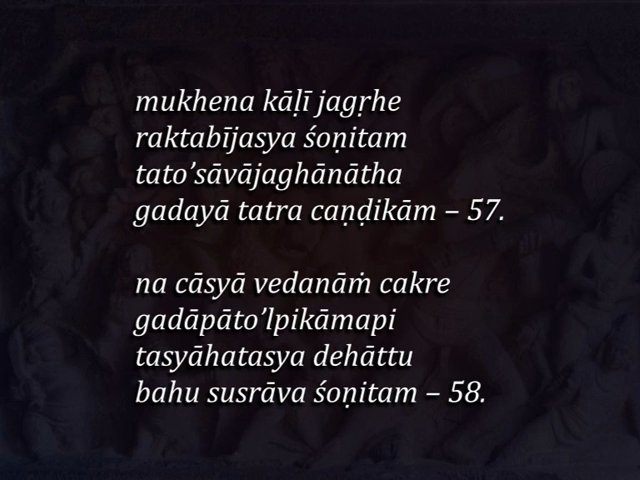 mukhena kāḷī jagṛhe
raktabījasya śoṇitam
tato’sāvājaghānātha
gadayā tatra caṇḍikām – 57.
na cāsyā vedanāṁ cakre
gadāpāto’lpikāmapi
tasyāhatasya dehāttu
bahu susrāva śoṇitam – 58.